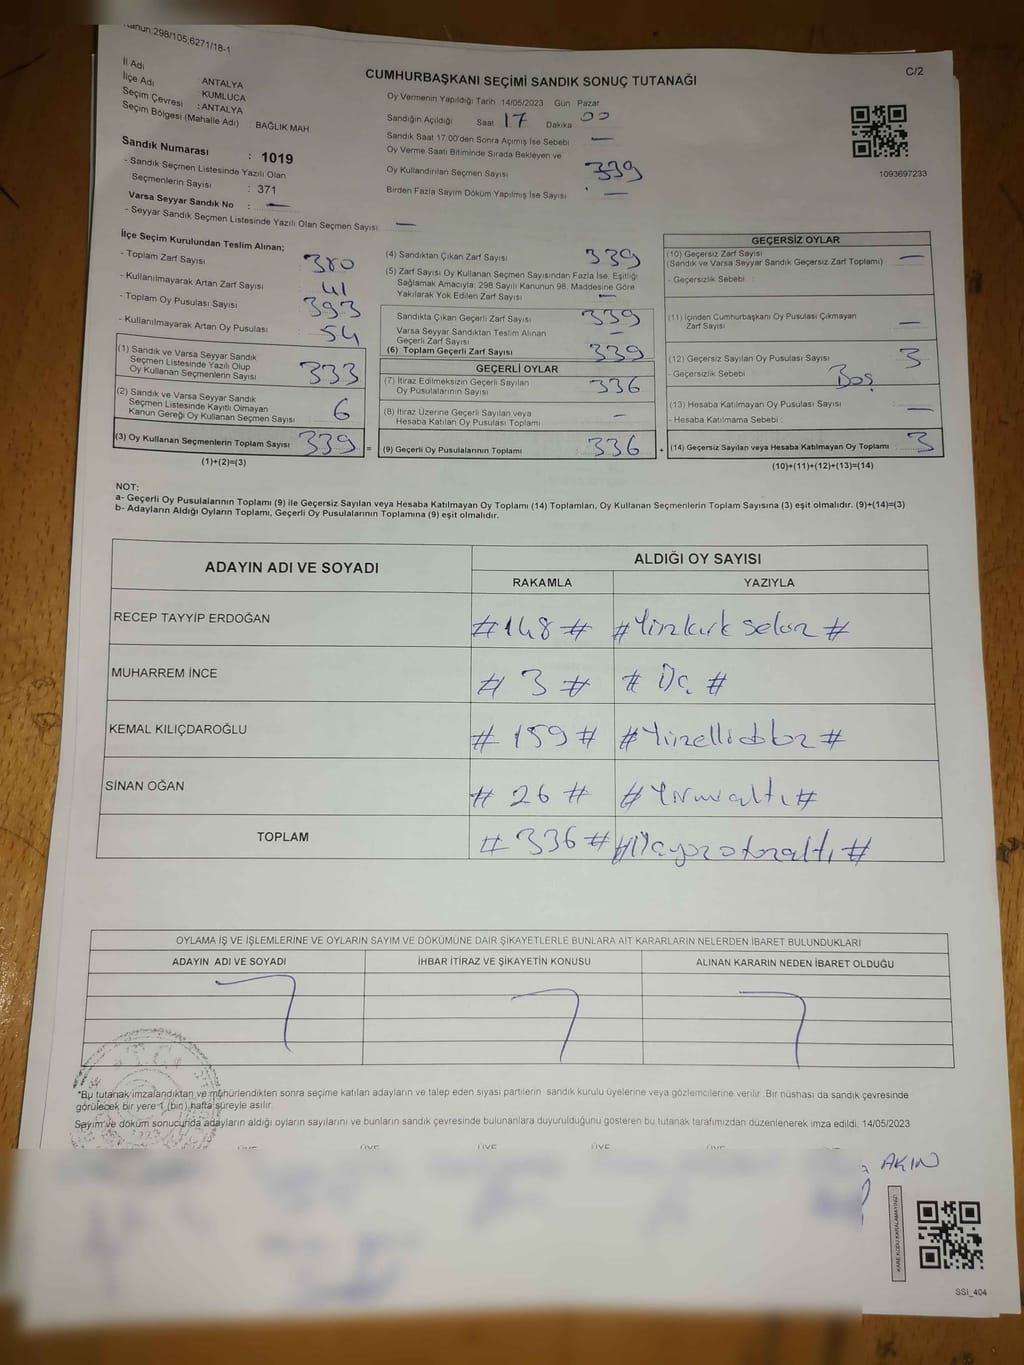 Kanun:298/105;6271/18-1
C/2
CUMHURBAŞKANI SEÇİMİ SANDIK SONUÇ TUTANAĞI
İl Adı ANTALYA
İlçe Adı KUMLUCA
Seçim Çevresi : ANTALYA
Seçim Bölgesi (Mahalle Adı) BAĞLIK MAH
Sandık Numarası : 1019
- Sandık Seçmen Listesinde Yazılı Olan
Seçmenlerin Sayısı : 371
Varsa Seyyar Sandık No : —
- Seyyar Sandık Seçmen Listesinde Yazılı Olan Seçmen Sayısı —
Oy Vermenin Yapıldığı Tarih 14/05/2023 Gün Pazar
Sandığın Açıldığı Saat 17 Dakika 00
Sandık Saat 17:00'den Sonra Açımış İse Sebebi —
Oy Verme Saati Bitiminde Sırada Bekleyen ve
Oy Kullandırılan Seçmen Sayısı 339
Birden Fazla Sayım Döküm Yapılmış İse Sayısı —
1093697233
İlçe Seçim Kurulundan Teslim Alınan;
- Toplam Zarf Sayısı 380
- Kullanılmayarak Artan Zarf Sayısı 41
- Toplam Oy Pusulası Sayısı 393
- Kullanılmayarak Artan Oy Pusulası 54
(1) Sandık ve Varsa Seyyar Sandık
Seçmen Listesinde Yazılı Olup
Oy Kullanan Seçmenlerin Sayısı 333
(2) Sandık ve Varsa Seyyar Sandık
Seçmen Listesinde Kayıtlı Olmayan
Kanun Gereği Oy Kullanan Seçmen Sayısı 6
(3) Oy Kullanan Seçmenlerin Toplam Sayısı 339 =
(1)+(2)=(3)
(4) Sandıktan Çıkan Zarf Sayısı 339
(5) Zarf Sayısı Oy Kullanan Seçmen Sayısından Fazla İse, Eşitliği
Sağlamak Amacıyla; 298 Sayılı Kanunun 98. Maddesine Göre
Yakılarak Yok Edilen Zarf Sayısı —
Sandıkta Çıkan Geçerli Zarf Sayısı 339
Varsa Seyyar Sandıktan Teslim Alınan
Geçerli Zarf Sayısı —
(6) Toplam Geçerli Zarf Sayısı 339
GEÇERLİ OYLAR
(7) İtiraz Edilmeksizin Geçerli Sayılan
Oy Pusulalarının Sayısı 336
(8) İtiraz Üzerine Geçerli Sayılan veya
Hesaba Katılan Oy Pusulası Toplamı —
(9) Geçerli Oy Pusulalarının Toplamı : 336 +
GEÇERSİZ OYLAR
(10) Geçersiz Zarf Sayısı —
(Sandık ve Varsa Seyyar Sandık Geçersiz Zarf Toplamı)
- Geçersizlik Sebebi :
(11) İçinden Cumhurbaşkanı Oy Pusulası Çıkmayan
Zarf Sayısı —
(12) Geçersiz Sayılan Oy Pusulası Sayısı 3
- Geçersizlik Sebebi Boş
(13) Hesaba Katılmayan Oy Pusulası Sayısı —
- Hesaba Katılmama Sebebi :
(14) Geçersiz Sayılan veya Hesaba Katılmayan Oy Toplamı 3
(10)+(11)+(12)+(13)=(14)
NOT:
a- Geçerli Oy Pusulalarının Toplamı (9) ile Geçersiz Sayılan veya Hesaba Katılmayan Oy Toplamı (14) Toplamları, Oy Kullanan Seçmenlerin Toplam Sayısına (3) eşit olmalıdır. (9)+(14)=(3)
b- Adayların Aldığı Oyların Toplamı, Geçerli Oy Pusulalarının Toplamına (9) eşit olmalıdır.
ADAYIN ADI VE SOYADI ALDIĞI OY SAYISI
RAKAMLA YAZIYLA
RECEP TAYYİP ERDOĞAN #148# #Yüzkırk sekiz#
MUHARREM İNCE # 3 # # Üç #
KEMAL KILIÇDAROĞLU # 159 # #Yüzellidokuz#
SİNAN OĞAN # 26 # #Yirmialtı#
TOPLAM # 336 # #Üçyüzotuzaltı#
OYLAMA İŞ VE İŞLEMLERİNE VE OYLARIN SAYIM VE DÖKÜMÜNE DAİR ŞİKAYETLERLE BUNLARA AİT KARARLARIN NELERDEN İBARET BULUNDUKLARI
ADAYIN ADI VE SOYADI İHBAR İTİRAZ VE ŞİKAYETİN KONUSU ALINAN KARARIN NEDEN İBARET OLDUĞU
*Bu tutanak imzalandıktan ve mühürlendikten sonra seçime katılan adayların ve talep eden siyasi partilerin sandık kurulu üyelerine veya gözlemcilerine verilir. Bir nüshası da sandık çevresinde
görülecek bir yere 1 (bir) hafta süreyle asılır.
Sayım ve döküm sonucunda adayların aldığı oyların sayılarını ve bunların sandık çevresinde bulunanlara duyurulduğunu gösteren bu tutanak tarafımızdan düzenlenerek imza edildi. 14/05/2023
ÜYE ÜYE ÜYE ÜYE ÜYE
AKIN
KARE KODU KARALAMAYINIZ
SSI_404